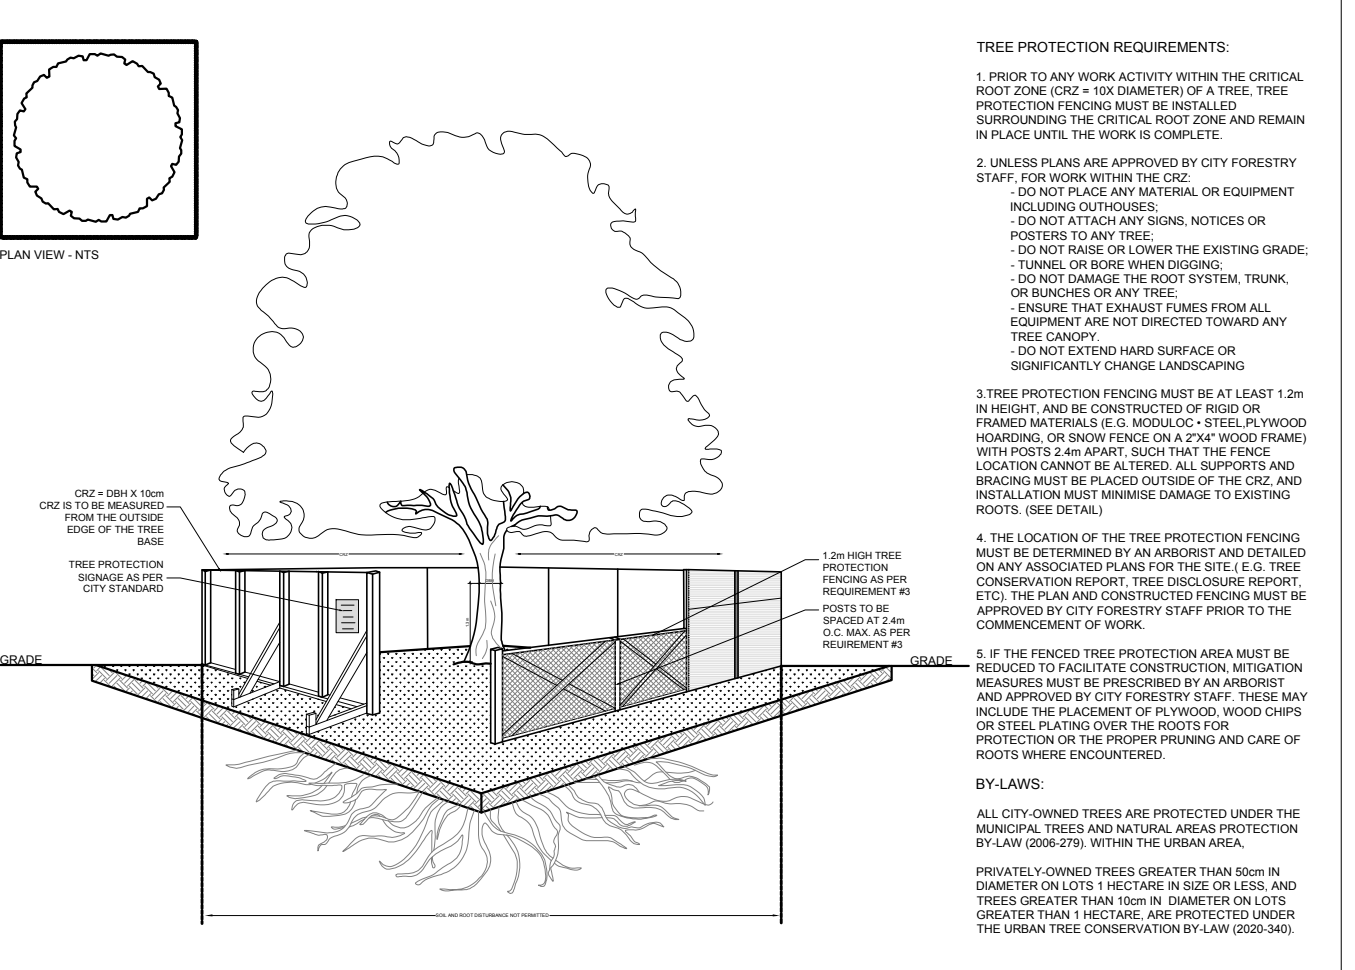 PLAN VIEW - NTS
CRZ = DBH X 10cm
CRZ IS TO BE MEASURED
FROM THE OUTSIDE
EDGE OF THE TREE
BASE
TREE PROTECTION
SIGNAGE AS PER
CITY STANDARD
GRADE
CRZ
CRZ
DBH
1.2m HIGH TREE
PROTECTION
FENCING AS PER
REQUIREMENT #3
POSTS TO BE
SPACED AT 2.4m
O.C. MAX. AS PER
REUIREMENT #3
GRADE
SOIL AND ROOT DISTURBANCE NOT PERMITTED
TREE PROTECTION REQUIREMENTS:
1. PRIOR TO ANY WORK ACTIVITY WITHIN THE CRITICAL
ROOT ZONE (CRZ = 10X DIAMETER) OF A TREE, TREE
PROTECTION FENCING MUST BE INSTALLED
SURROUNDING THE CRITICAL ROOT ZONE AND REMAIN
IN PLACE UNTIL THE WORK IS COMPLETE.
2. UNLESS PLANS ARE APPROVED BY CITY FORESTRY
STAFF, FOR WORK WITHIN THE CRZ:
- DO NOT PLACE ANY MATERIAL OR EQUIPMENT
INCLUDING OUTHOUSES;
- DO NOT ATTACH ANY SIGNS, NOTICES OR
POSTERS TO ANY TREE;
- DO NOT RAISE OR LOWER THE EXISTING GRADE;
- TUNNEL OR BORE WHEN DIGGING;
- DO NOT DAMAGE THE ROOT SYSTEM, TRUNK,
OR BUNCHES OR ANY TREE;
- ENSURE THAT EXHAUST FUMES FROM ALL
EQUIPMENT ARE NOT DIRECTED TOWARD ANY
TREE CANOPY.
- DO NOT EXTEND HARD SURFACE OR
SIGNIFICANTLY CHANGE LANDSCAPING
3.TREE PROTECTION FENCING MUST BE AT LEAST 1.2m
IN HEIGHT, AND BE CONSTRUCTED OF RIGID OR
FRAMED MATERIALS (E.G. MODULOC • STEEL,PLYWOOD
HOARDING, OR SNOW FENCE ON A 2"X4" WOOD FRAME)
WITH POSTS 2.4m APART, SUCH THAT THE FENCE
LOCATION CANNOT BE ALTERED. ALL SUPPORTS AND
BRACING MUST BE PLACED OUTSIDE OF THE CRZ, AND
INSTALLATION MUST MINIMISE DAMAGE TO EXISTING
ROOTS. (SEE DETAIL)
4. THE LOCATION OF THE TREE PROTECTION FENCING
MUST BE DETERMINED BY AN ARBORIST AND DETAILED
ON ANY ASSOCIATED PLANS FOR THE SITE.( E.G. TREE
CONSERVATION REPORT, TREE DISCLOSURE REPORT,
ETC). THE PLAN AND CONSTRUCTED FENCING MUST BE
APPROVED BY CITY FORESTRY STAFF PRIOR TO THE
COMMENCEMENT OF WORK.
5. IF THE FENCED TREE PROTECTION AREA MUST BE
REDUCED TO FACILITATE CONSTRUCTION, MITIGATION
MEASURES MUST BE PRESCRIBED BY AN ARBORIST
AND APPROVED BY CITY FORESTRY STAFF. THESE MAY
INCLUDE THE PLACEMENT OF PLYWOOD, WOOD CHIPS
OR STEEL PLATING OVER THE ROOTS FOR
PROTECTION OR THE PROPER PRUNING AND CARE OF
ROOTS WHERE ENCOUNTERED.
BY-LAWS:
ALL CITY-OWNED TREES ARE PROTECTED UNDER THE
MUNICIPAL TREES AND NATURAL AREAS PROTECTION
BY-LAW (2006-279). WITHIN THE URBAN AREA,
PRIVATELY-OWNED TREES GREATER THAN 50cm IN
DIAMETER ON LOTS 1 HECTARE IN SIZE OR LESS, AND
TREES GREATER THAN 10cm IN DIAMETER ON LOTS
GREATER THAN 1 HECTARE, ARE PROTECTED UNDER
THE URBAN TREE CONSERVATION BY-LAW (2020-340).